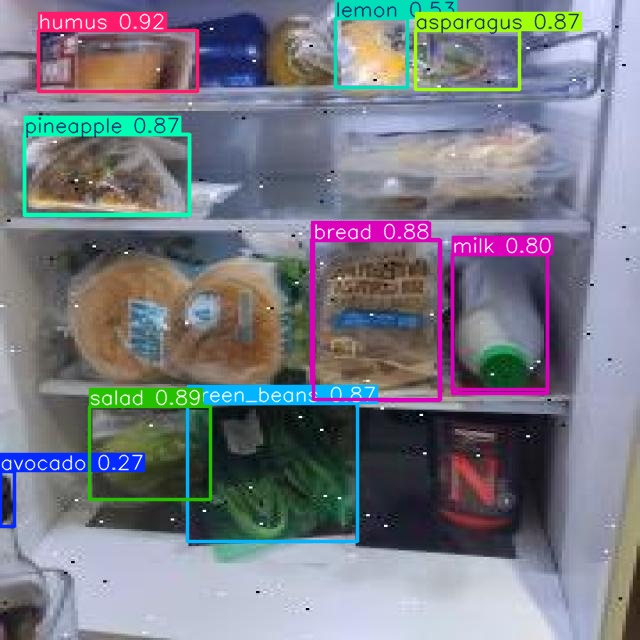 humus 0.92
lemon 0.53
asparagus 0.87
pineapple 0.87
bread 0.88
milk 0.80
salad 0.89
reen_beans 0.87
avocado 0.27
N